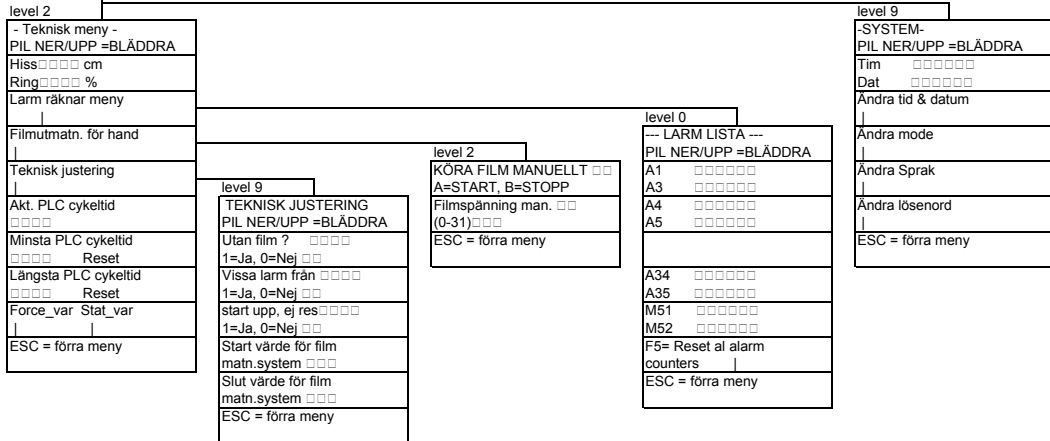 level 2
- Teknisk meny -
PIL NER/UPP =BLÄDDRA
Hiss□□□□ cm
Ring□□□□ %
Larm räknar meny
|
Filmutmatn. för hand
|
Teknisk justering
|
Akt. PLC cykeltid
□□□□
Minsta PLC cykeltid
□□□□ Reset
Längsta PLC cykeltid
□□□□ Reset
Force_var Stat_var
| |
ESC = förra meny
level 9
TEKNISK JUSTERING
PIL NER/UPP =BLÄDDRA
Utan film ? □□□□
1=Ja, 0=Nej □□
Vissa larm från □□□□
1=Ja, 0=Nej □□
start upp, ej res□□□□
1=Ja, 0=Nej □□
Start värde för film
matn.system □□□
Slut värde för film
matn.system □□□
ESC = förra meny
level 2
KÖRA FILM MANUELLT □□
A=START, B=STOPP
Filmspänning man. □□
(0-31)□□□
ESC = förra meny
level 0
--- LARM LISTA ---
PIL NER/UPP =BLÄDDRA
A1 □□□□□□
A3 □□□□□□
A4 □□□□□□
A5 □□□□□□
A34 □□□□□□
A35 □□□□□□
M51 □□□□□□
M52 □□□□□□
F5= Reset al alarm
counters |
ESC = förra meny
level 9
-SYSTEM-
PIL NER/UPP =BLÄDDRA
Tim □□□□□□
Dat □□□□□□
Ändra tid & datum
|
Ändra mode
|
Ändra Sprak
|
Ändra lösenord
|
ESC = förra meny